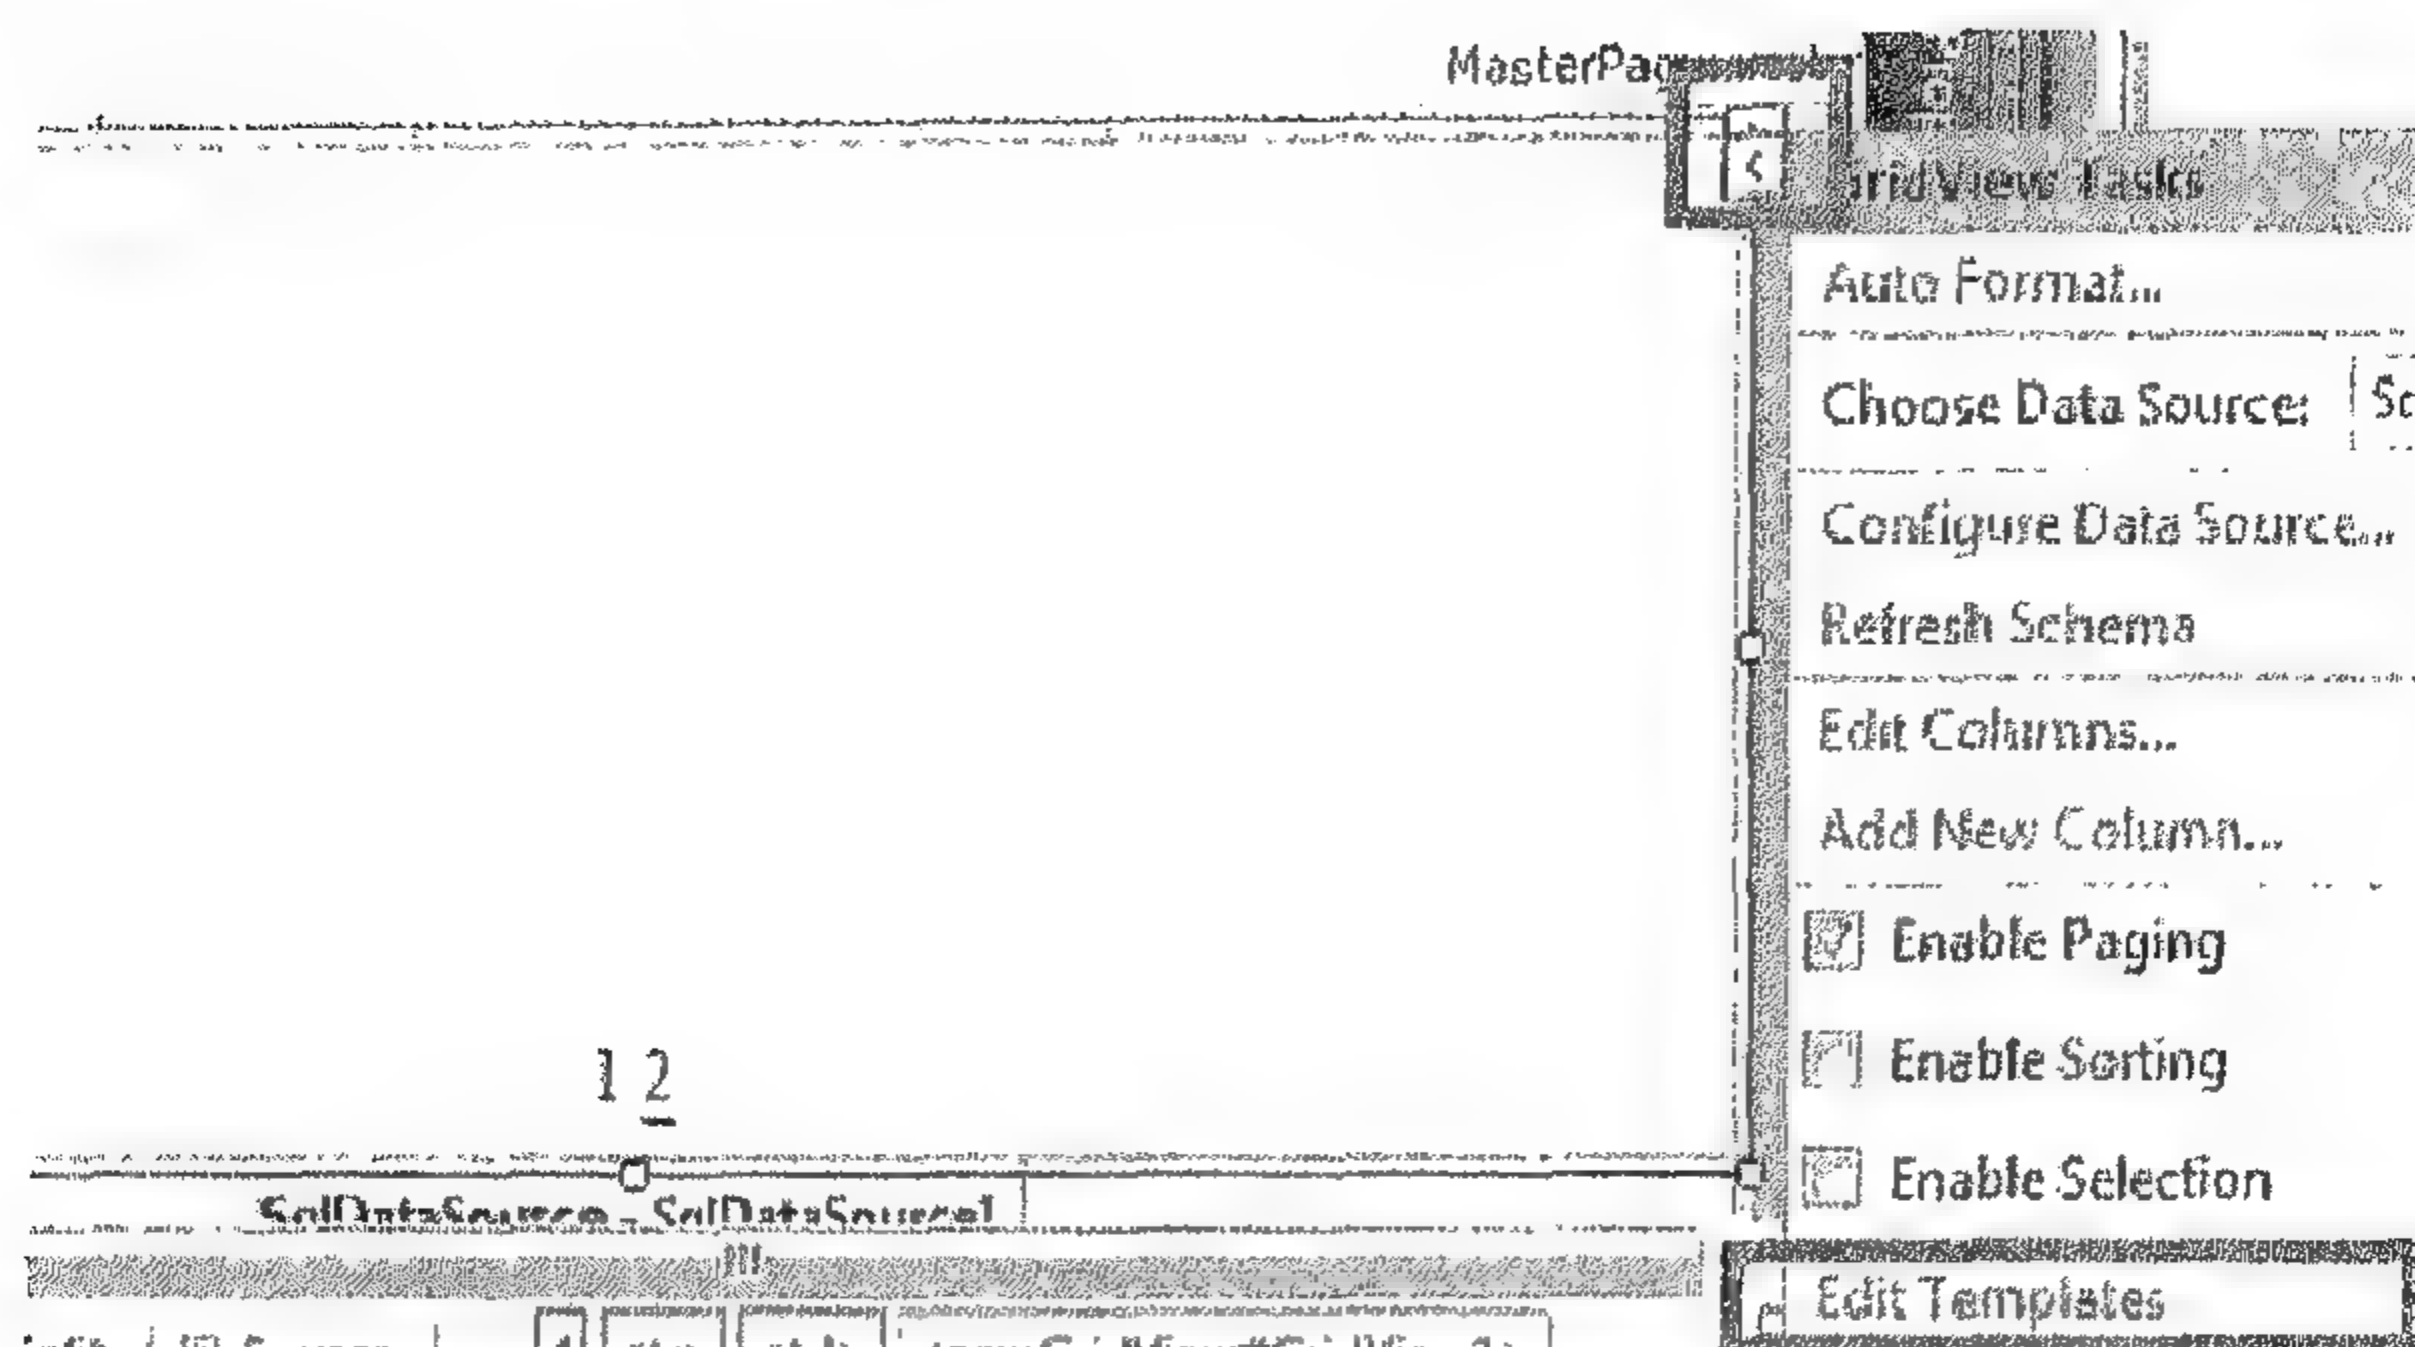 GridView Tasks
Auto Format...
Choose Data Source:
Configure Data Source...
Refresh Schema
Edit Columns...
Add New Column...
Enable Paging
Enable Sorting
1 2
Enable Selection
SqlDataSource - SqlDataSource1
Edit Templates